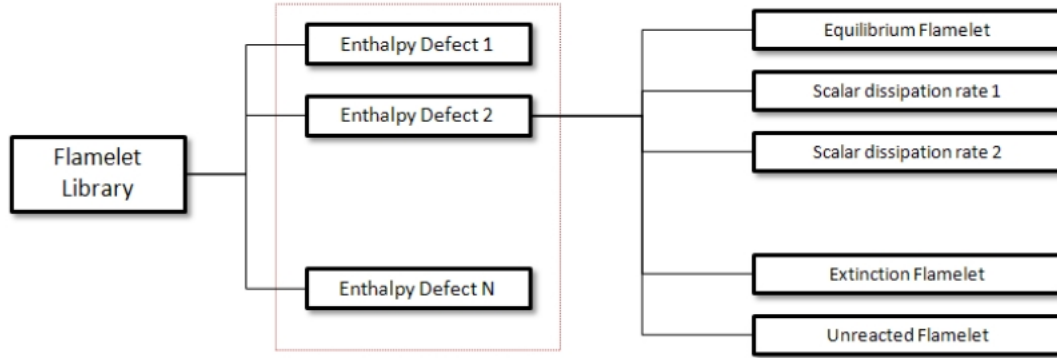 Flamelet
Library
Enthalpy Defect 1
Enthalpy Defect 2
Enthalpy Defect N
Equilibrium Flamelet
Scalar dissipation rate 1
Scalar dissipation rate 2
Extinction Flamelet
Unreacted Flamelet